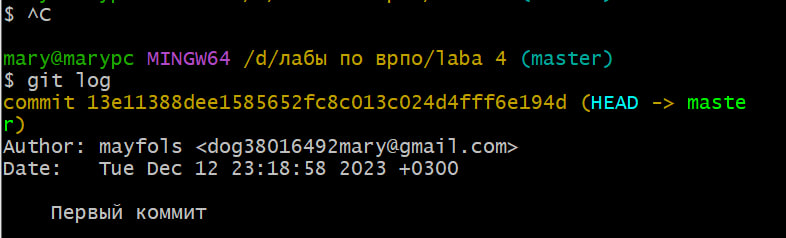 $ ^C
mary@marypc MINGW64 /d/лабы по врпо/laba 4 (master)
$ git log
commit 13e11388dee1585652fc8c013c024d4fff6e194d (HEAD -> maste
r)
Author: mayfols <dog38016492mary@gmail.com>
Date:   Tue Dec 12 23:18:58 2023 +0300
    Первый коммит